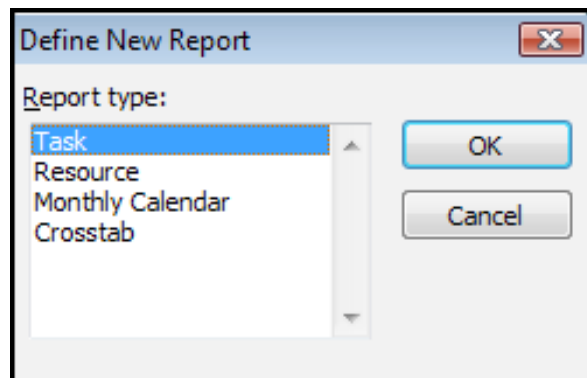 Define New Report
Report type:
Task
Resource
Monthly Calendar
Crosstab
OK
Cancel